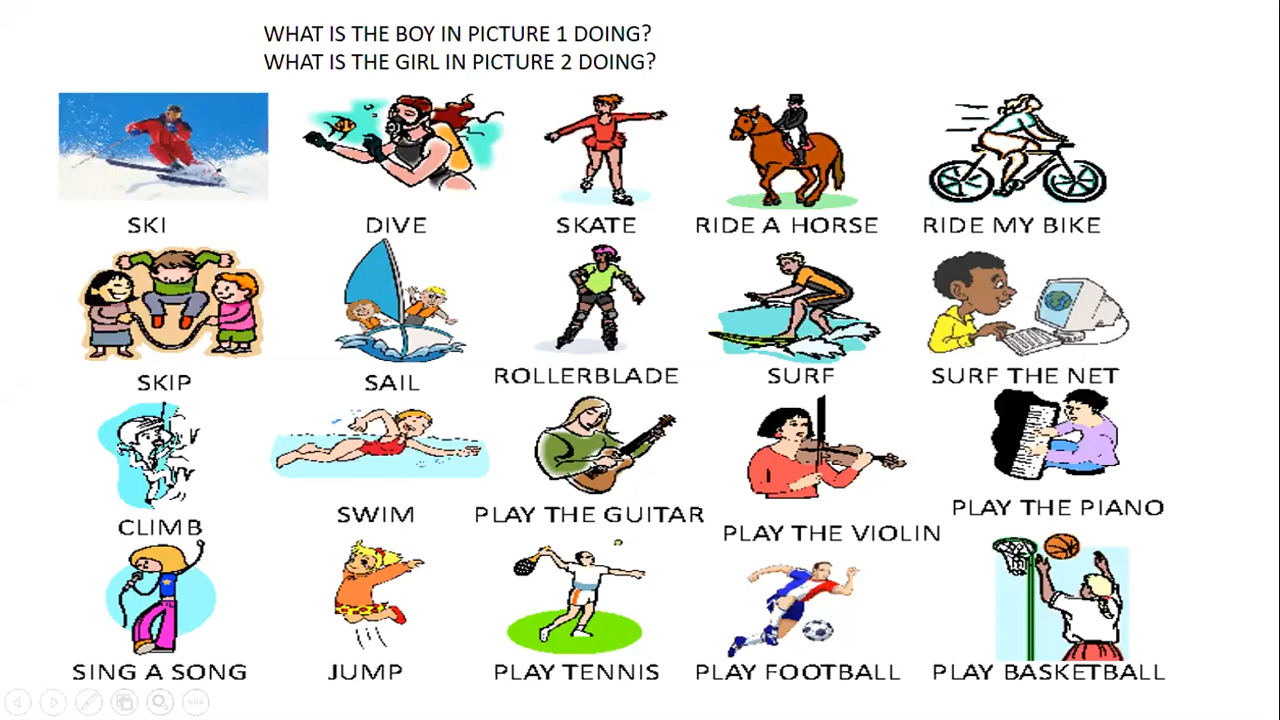 WHAT IS THE BOY IN PICTURE 1 DOING?
WHAT IS THE GIRL IN PICTURE 2 DOING?
SKI
DIVE
SKATE
RIDE A HORSE
RIDE MY BIKE
SKIP
SAIL
ROLLERBLADE
SURF
SURF THE NET
CLIMB
SWIM
PLAY THE GUITAR
PLAY THE VIOLIN
PLAY THE PIANO
SING A SONG
JUMP
PLAY TENNIS
PLAY FOOTBALL
PLAY BASKETBALL